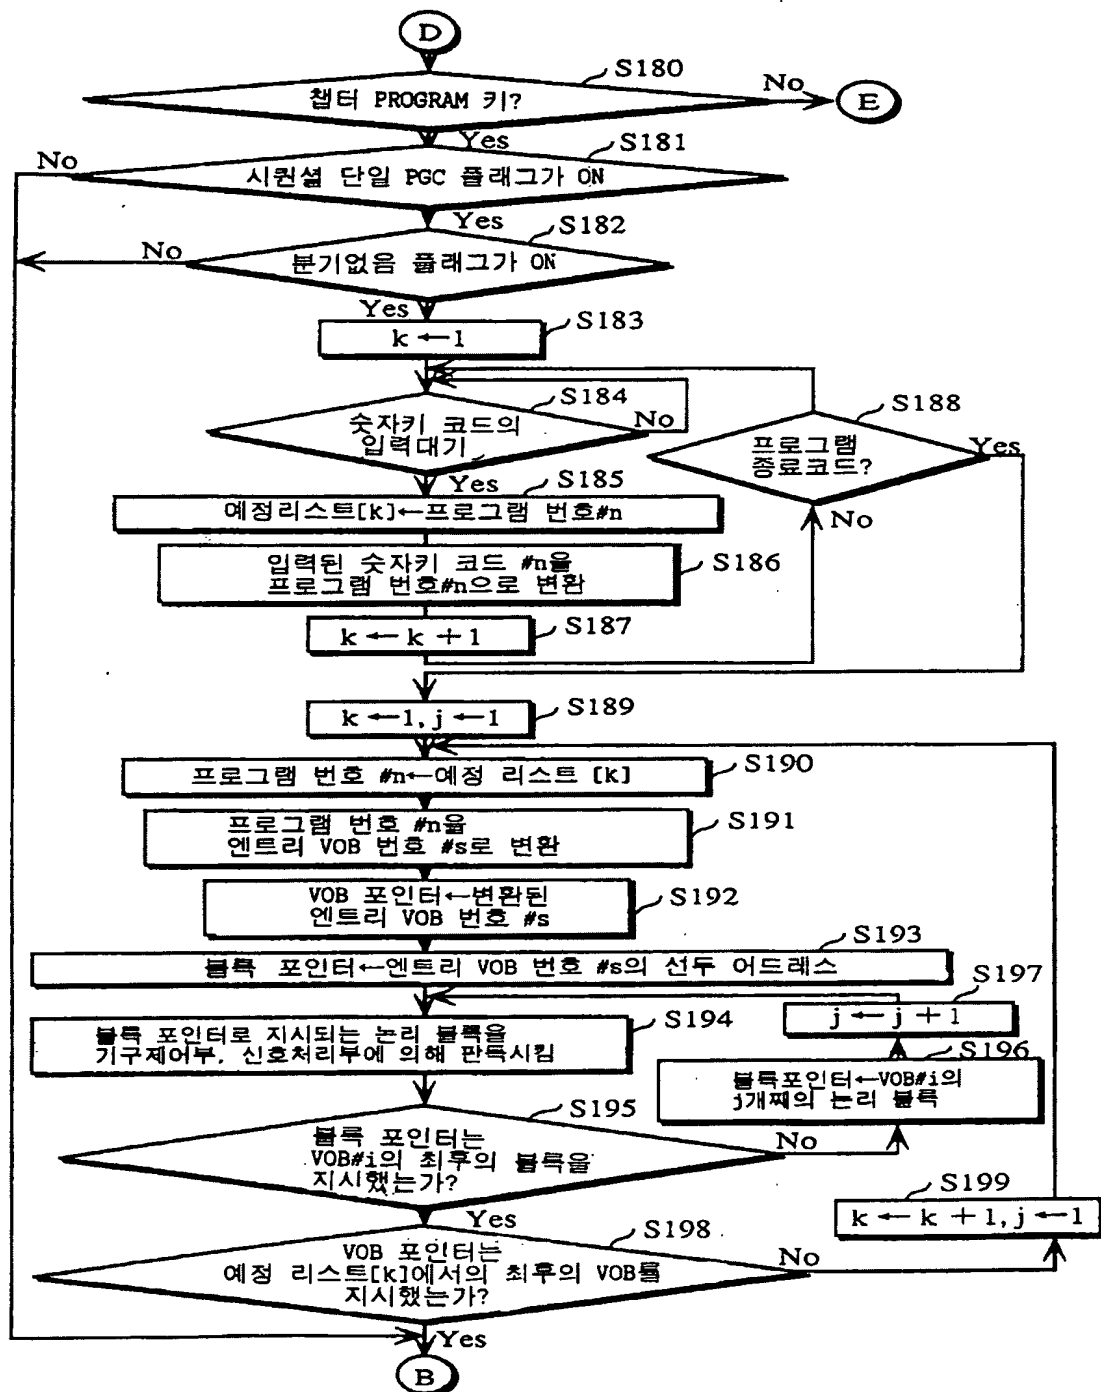 D
S180
챕터 PROGRAM 키?
No
E
Yes
S181
No
시퀀셜 단일 PGC 플래그가 ON
Yes
S182
No
분기없음 플래그가 ON
Yes
S183
k ← 1
S184
숫자키 코드의
입력대기
No
Yes
S188
프로그램
종료코드?
Yes
No
S185
예정리스트[k]←프로그램 번호#n
S186
입력된 숫자키 코드 #n을
프로그램 번호#n으로 변환
S187
k ← k + 1
S189
k ← 1, j ← 1
S190
프로그램 번호 #n←예정 리스트 [k]
S191
프로그램 번호 #n을
엔트리 VOB 번호 #s로 변환
S192
VOB 포인터←변환된
엔트리 VOB 번호 #s
S193
블록 포인터←엔트리 VOB 번호 #s의 선두 어드레스
S197
j ← j + 1
S194
블록 포인터로 지시되는 논리 블록을
기구제어부, 신호처리부에 의해 판독시킴
S196
블록포인터←VOB#i의
j개째의 논리 블록
S195
블록 포인터는
VOB#i의 최후의 블록을
지시했는가?
No
Yes
S199
k ← k + 1, j ← 1
S198
VOB 포인터는
예정 리스트[k]에서의 최후의 VOB를
지시했는가?
No
Yes
B